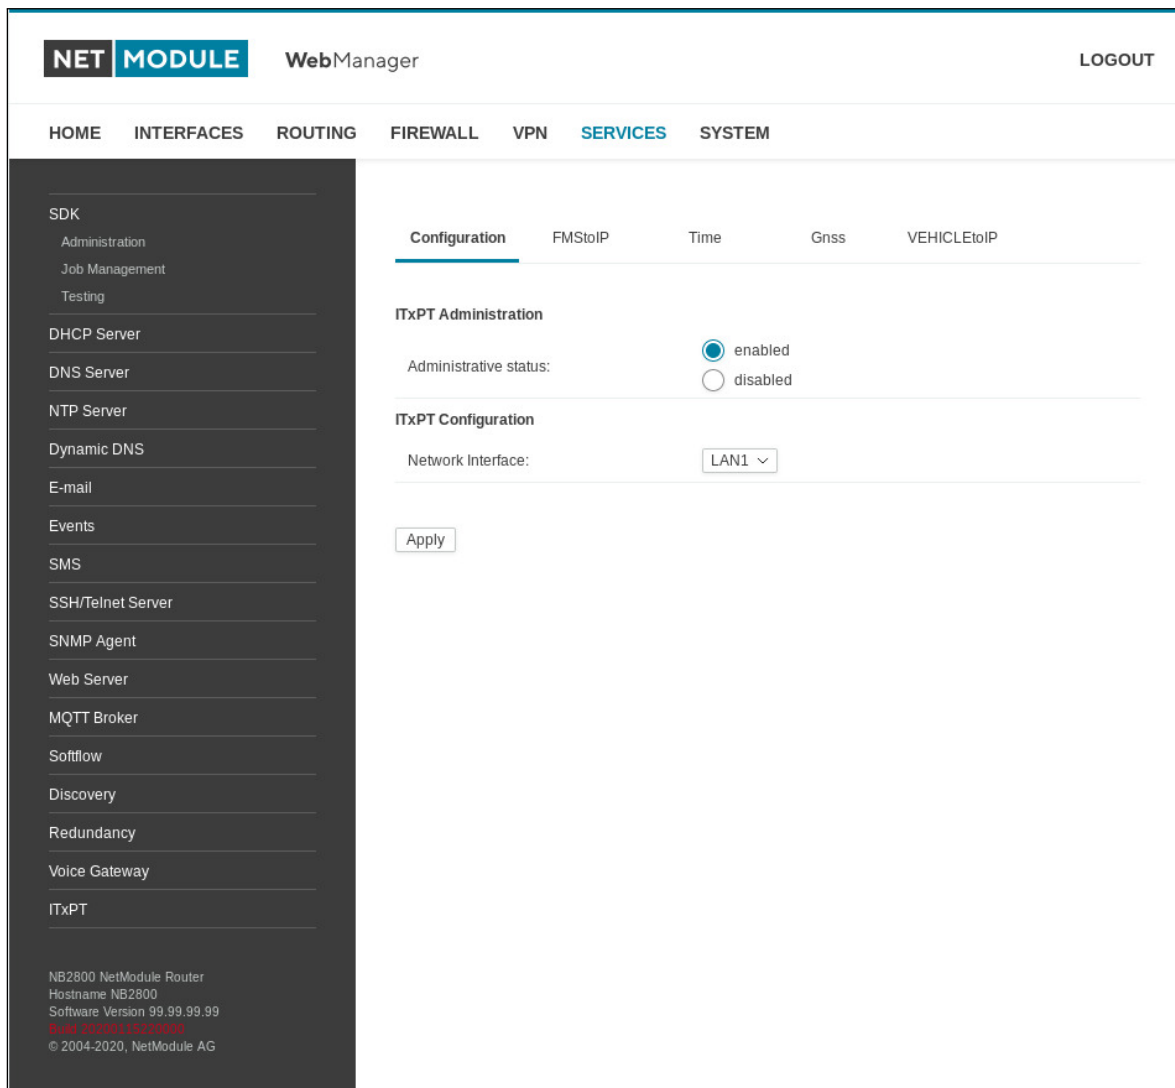 NET MODULE WebManager LOGOUT
HOME INTERFACES ROUTING FIREWALL VPN SERVICES SYSTEM
SDK
Administration
Job Management
Testing
DHCP Server
DNS Server
NTP Server
Dynamic DNS
E-mail
Events
SMS
SSH/Telnet Server
SNMP Agent
Web Server
MQTT Broker
Softflow
Discovery
Redundancy
Voice Gateway
ITxPT
NB2800 NetModule Router
Hostname NB2800
Software Version 99.99.99.99
Build
© 2004-2020, NetModule AG
Configuration FMStoIP Time Gnss VEHICLEtoIP
ITxPT Administration
Administrative status:
enabled
disabled
ITxPT Configuration
Network Interface: LAN1
Apply